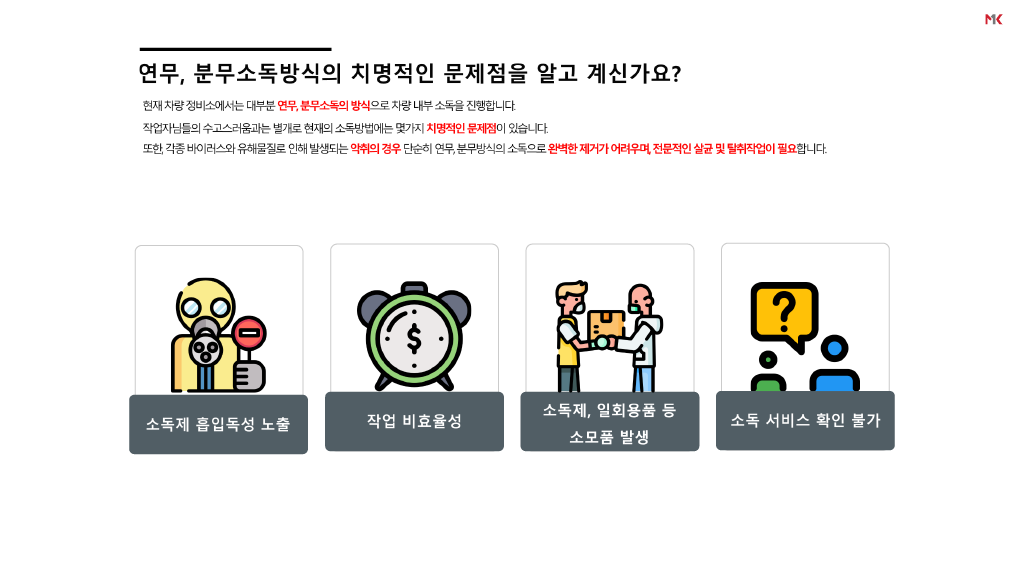 MK
연무, 분무소독방식의 치명적인 문제점을 알고 계신가요?
현재 차량 정비소에서는 대부분 연무, 분무소독의 방식으로 차량 내부 소독을 진행합니다.
작업자님들의 수고스러움과는 별개로 현재의 소독방법에는 몇가지 치명적인 문제점이 있습니다.
또한, 각종 바이러스와 유해물질로 인해 발생되는 악취의 경우 단순히 연무, 분무방식의 소독으로 완벽한 제거가 어려우며, 전문적인 살균 및 탈취작업이 필요합니다.
$
?
소독제 흡입독성 노출
작업 비효율성
소독제, 일회용품 등
소모품 발생
소독 서비스 확인 불가